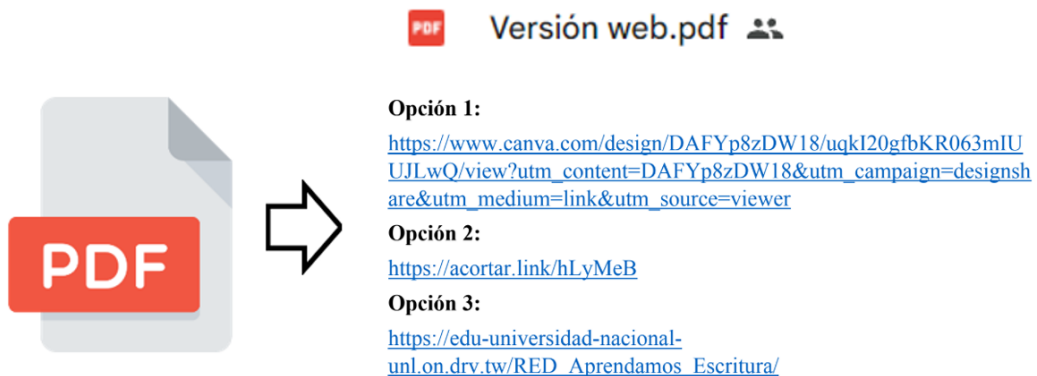 PDF Versión web.pdf
Opción 1:
https://www.canva.com/design/DAFYp8zDW18/uqkI20gfbKR063mIU
UJLwQ/view?utm_content=DAFYp8zDW18&utm_campaign=designsh
are&utm_medium=link&utm_source=viewer
Opción 2:
https://acortar.link/hLyMeB
Opción 3:
https://edu-universidad-nacional-
unl.on.drv.tw/RED_Aprendamos_Escritura/
PDF